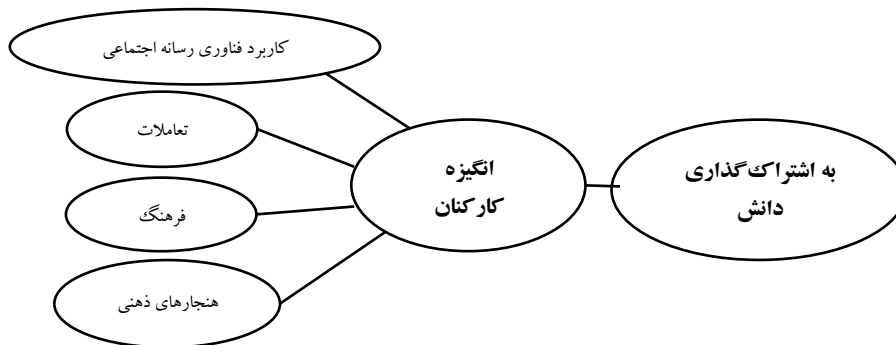 کاربرد فناوری رسانه اجتماعی
تعاملات
فرهنگ
هنجارهای ذهنی
انگیزه
کارکنان
به اشتراک‌گذاری
دانش